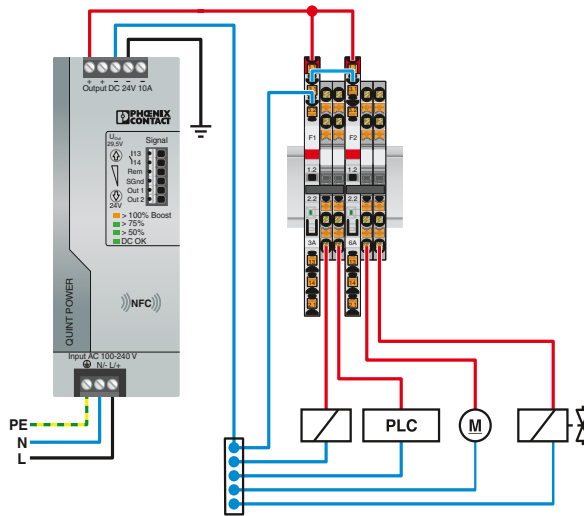 + + − −
Output DC 24V 10A
PHŒNIX
CONTACT
UOut
29,5V
Signal
13
14
Rem
SGnd
Out 1
Out 2
24V
> 100% Boost
> 75%
> 50%
DC OK
QUINT POWER
NFC
Input AC 100-240 V
N/- L/+
PE
N
L
F1
F2
1.2
1.2
2.2
2.2
3A
6A
PLC
M